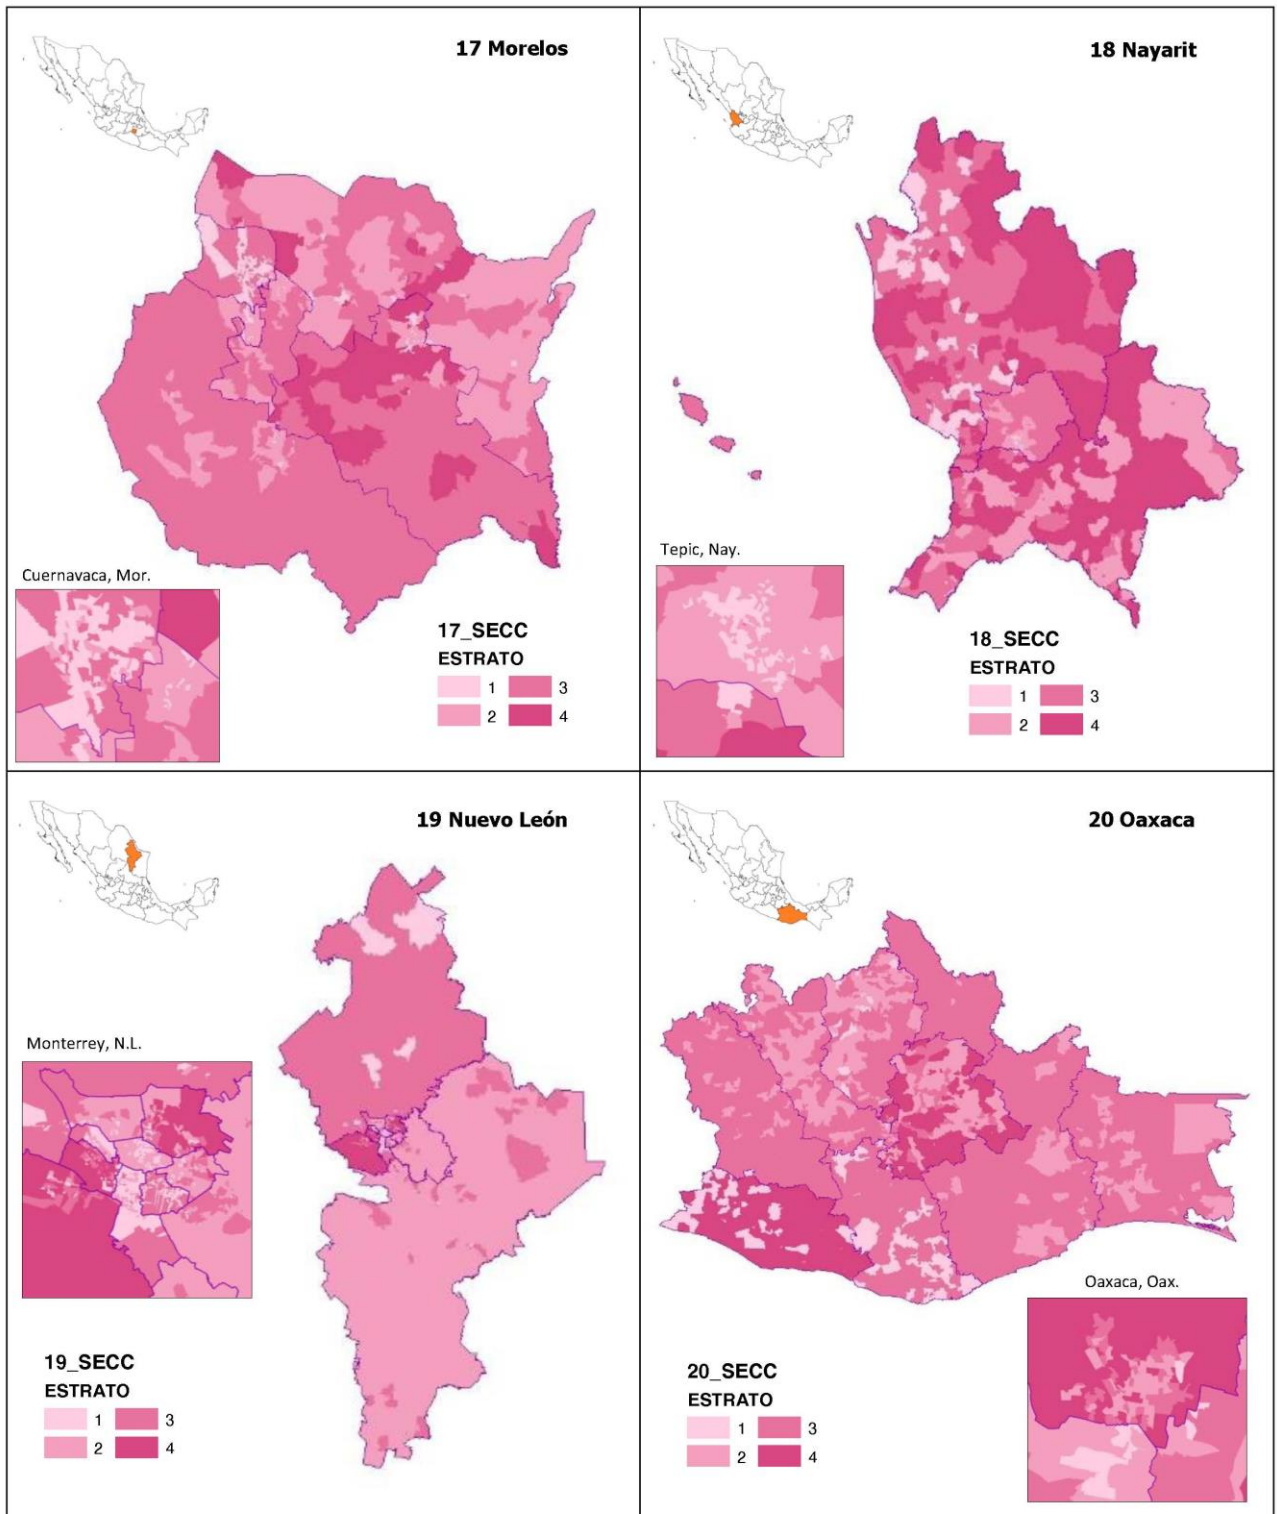 17 Morelos
Cuernavaca, Mor.
17_SECC
ESTRATO
1 3
2 4
18 Nayarit
Tepic, Nay.
18_SECC
ESTRATO
1 3
2 4
19 Nuevo León
Monterrey, N.L.
19_SECC
ESTRATO
1 3
2 4
20 Oaxaca
Oaxaca, Oax.
20_SECC
ESTRATO
1 3
2 4